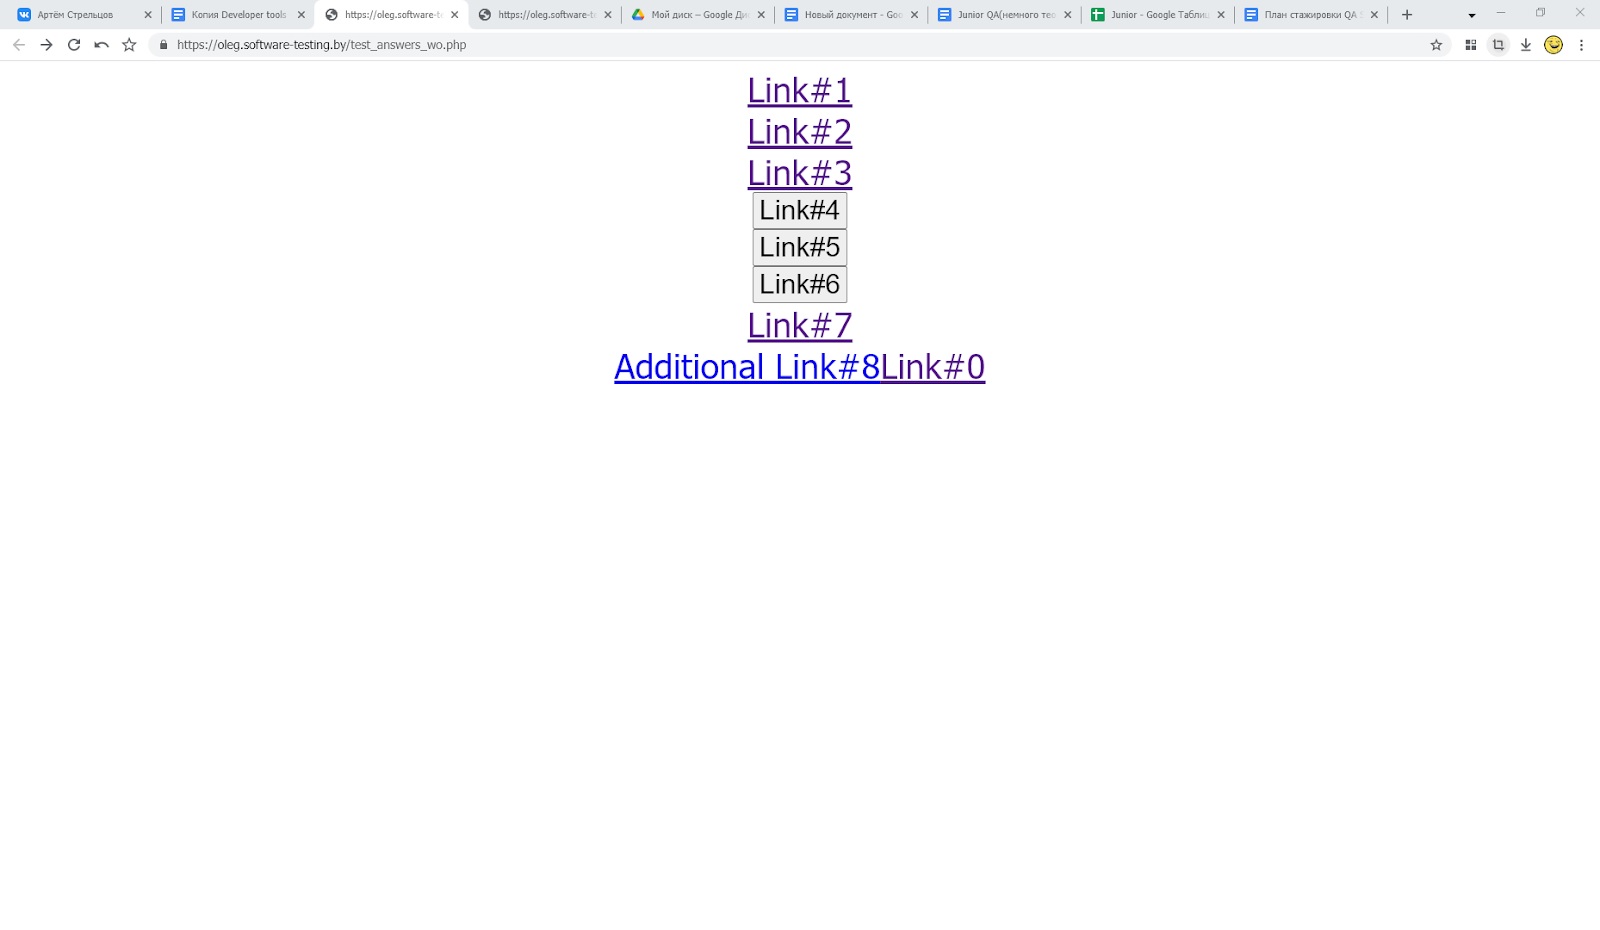 Артём Стрельцов
Копия Developer tools
https://oleg.software-t
https://oleg.software-te
Мой диск – Google Ди
Новый документ - Goo
Junior QA(немного тео
Junior - Google Таблиц
План стажировки QA
https://oleg.software-testing.by/test_answers_wo.php
Link#1
Link#2
Link#3
Link#4
Link#5
Link#6
Link#7
Additional Link#8Link#0